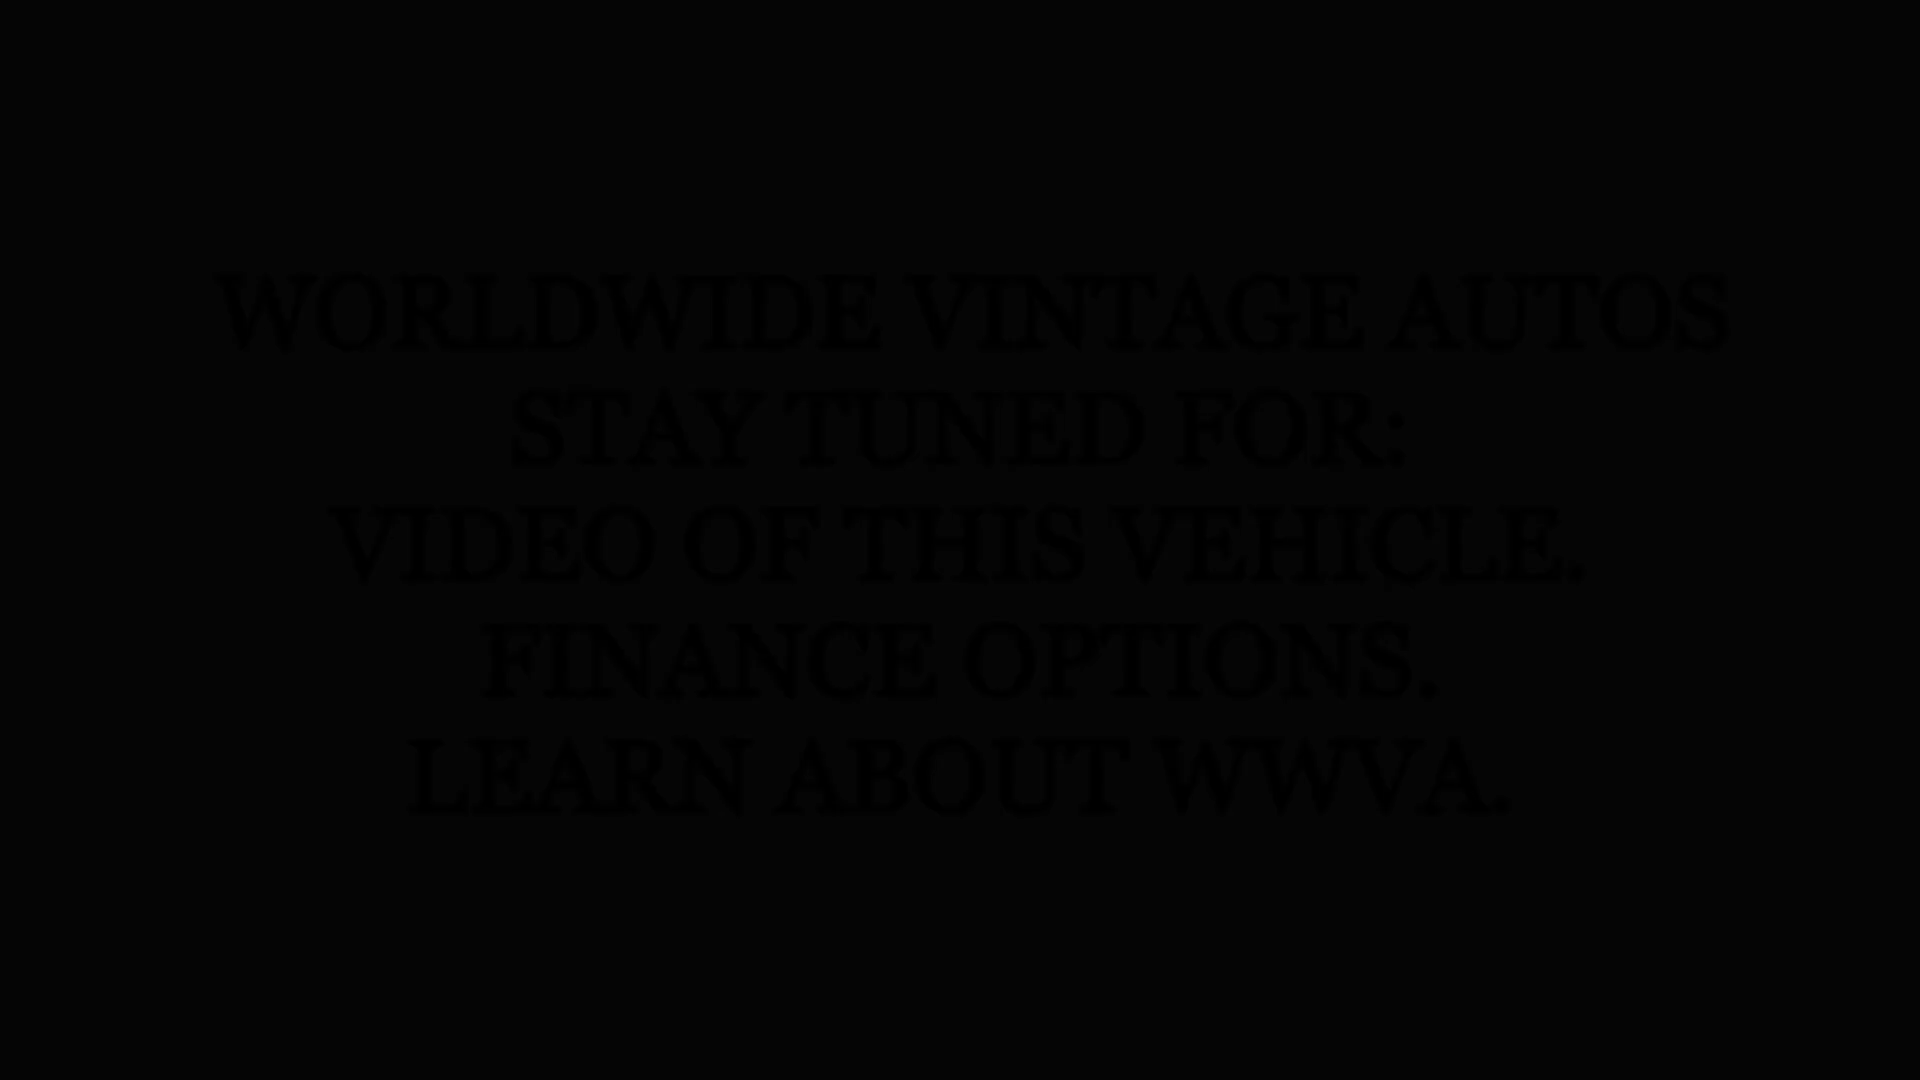 WORLDWIDE VINTAGE AUTOS
STAY TUNED FOR:
VIDEO OF THIS VEHICLE.
FINANCE OPTIONS.
LEARN ABOUT WWVA.